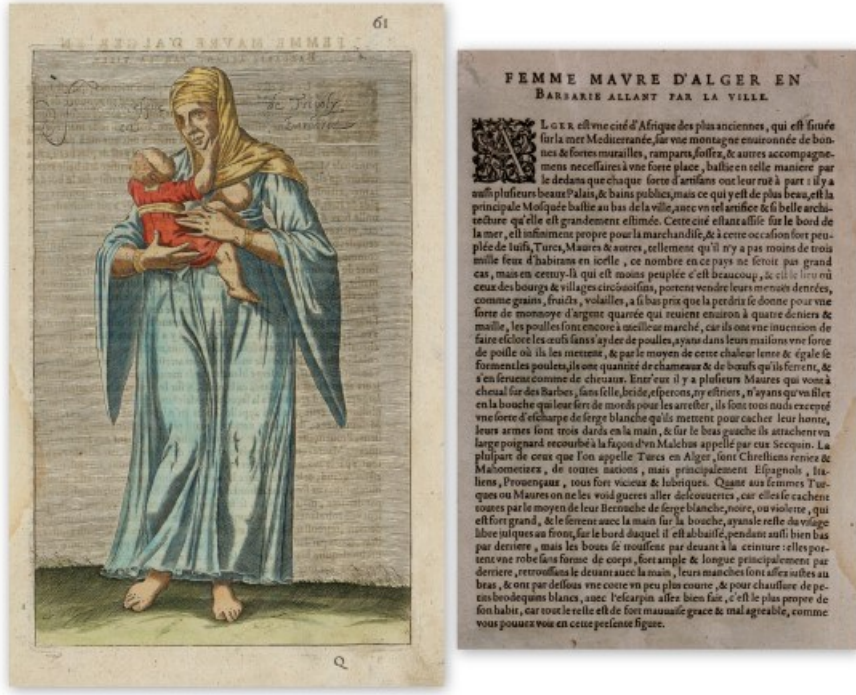 61
de Tripoly
en Barbarie
Q
FEMME MAVRE D'ALGER EN
BARBARIE ALLANT PAR LA VILLE.
ALGER est vne cité d'Afrique des plus anciennes, qui est située
sur la mer Mediterranée, sur vne montagne enuironnée de bon-
nes & fortes murailles, ramparts, fossez, & autres accompagne-
mens necessaires à vne forte place, bastie en telle maniere par
le dedans que chaque sorte d'artisans ont leur ruë à part : il y a
aussi plusieurs beaux Palais, & bains publics, mais ce qui y est de plus beau, est la
principale Mosquée bastie au bas de la ville, auec vn tel artifice & si belle archi-
tecture qu'elle est grandement estimée. Cette cité estant assise sur le bord de
la mer, est infiniment propre pour la marchandise, & à cette occasion fort peu-
plée de Iuifs, Turcs, Maures & autres, tellement qu'il n'y a pas moins de trois
mille feux d'habitans en icelle, ce nombre en ce pays ne seroit pas grand
cas, mais en cettuy-là qui est moins peuplée c'est beaucoup, & est le lieu où
ceux des bourgs & villages circõuoisins, portent vendre leurs menuës denrées,
comme grains, fruicts, volailles, a si bas prix que la perdrix se donne pour vne
sorte de monnoye d'argent quarrée qui reuient enuiron à quatre deniers &
maille, les poulles sont encore à meilleur marché, car ils ont vne inuention de
faire esclore les œufs sans s'ayder de poulles, ayans dans leurs maisons vne sorte
de poisle où ils les mettent, & par le moyen de cette chaleur lente & égale se
forment les poulets, ils ont quantité de chameaux & de bœufs qu'ils ferrent, &
s'en seruent comme de cheuaux. Entr'eux il y a plusieurs Maures qui vont à
cheual sur des Barbes, sans selle, bride, esperons, ny estriers, n'ayans qu'vn filet
en la bouche qui leur sert de mords pour les arrester, ils sont tous nuds excepté
vne sorte d'escharpe de serge blanche qu'ils mettent pour cacher leur honte,
leurs armes sont trois dards en la main, & sur le bras gauche ils attachent vn
large poignard recourbé à la façon d'vn Malchus appellé par eux Secquin. La
pluspart de ceux que l'on appelle Turcs en Alger, sont Chrestiens reniez &
Mahometizez, de toutes nations, mais principalement Espagnols, Ita-
liens, Prouençaux, tous fort vicieux & lubriques. Quant aux femmes Tur-
ques ou Maures on ne les void gueres aller descouuertes, car elles se cachent
toutes par le moyen de leur Bernuche de serge blanche, noire, ou violette, qui
est fort grand, & le serrent auec la main sur la bouche, ayans le reste du visage
libre iusques au front, sur le bord duquel il est abbaissé, pendant aussi bien bas
par derriere, mais les bouts se troussent par deuant à la ceinture : elles por-
tent vne robe sans forme de corps, fort ample & longue principalement par
derriere, retroussans le deuant auec la main, leurs manches sont assez iustes au
bras, & ont par dessous vne cotte vn peu plus courte, & pour chaussure de pe-
tits brodequins blancs, auec l'escarpin assez bien fait, c'est le plus propre de
son habit, car tout le reste est de fort mauuaise grace & mal agreable, comme
vous pouuez voir en cette presente figure.